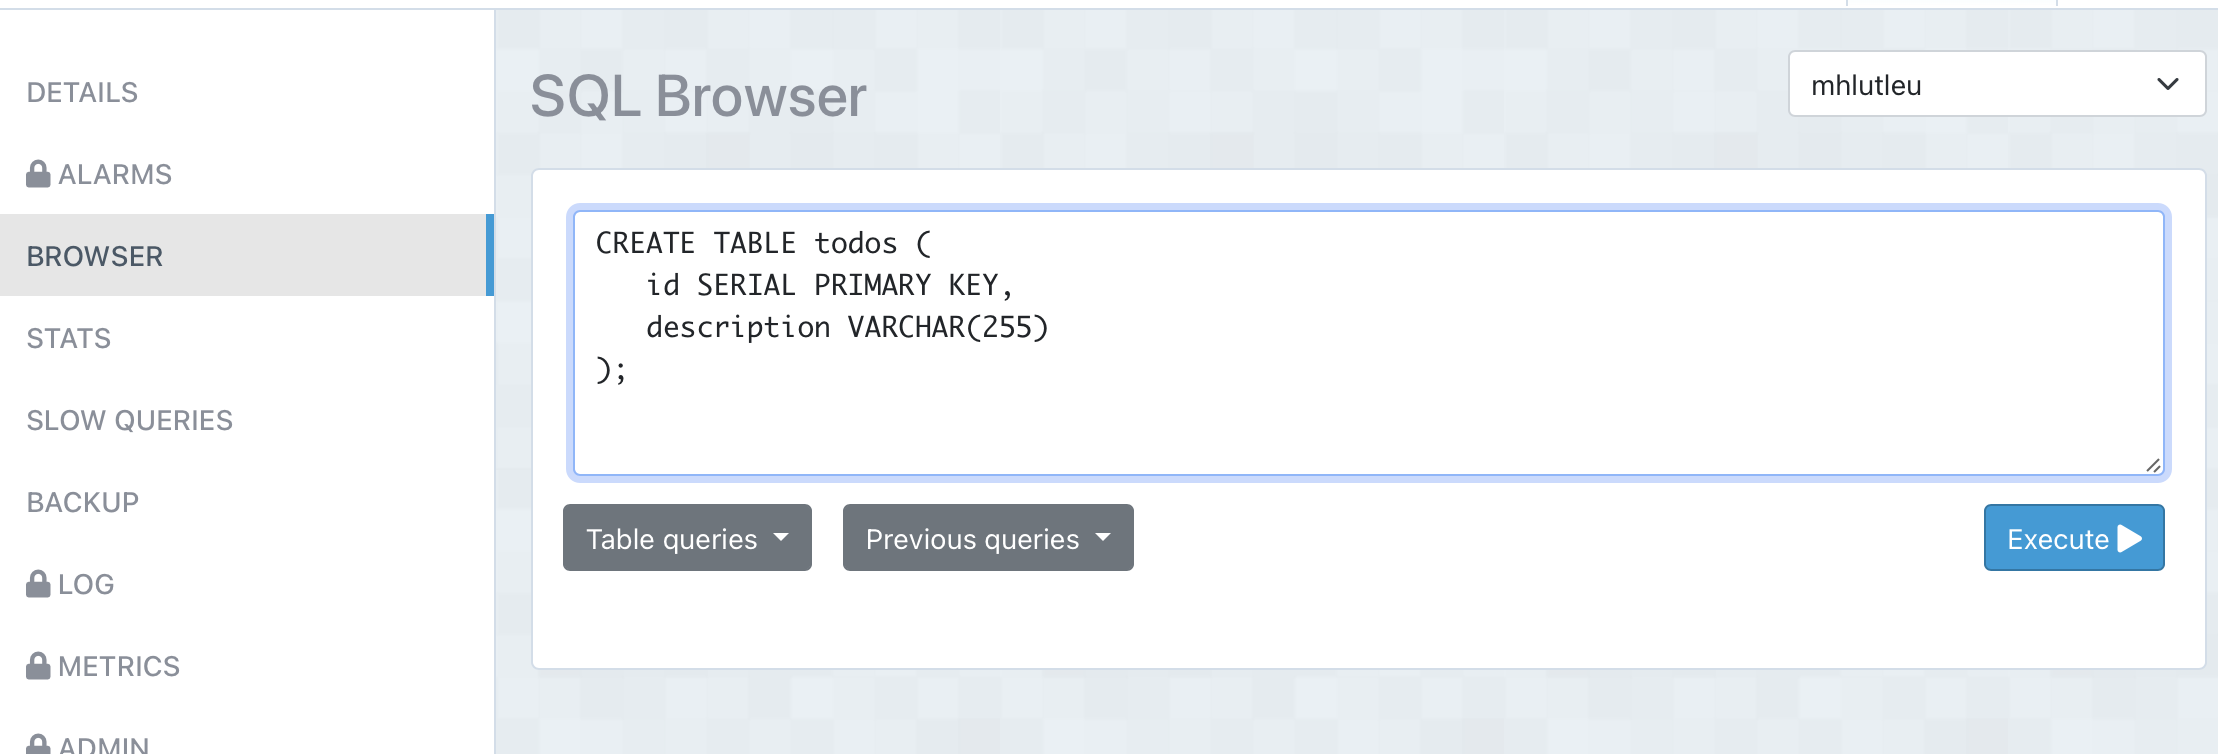 DETAILS
ALARMS
BROWSER
STATS
SLOW QUERIES
BACKUP
LOG
METRICS
ADMIN
SQL Browser
mhlutleu
CREATE TABLE todos (
   id SERIAL PRIMARY KEY,
   description VARCHAR(255)
);
Table queries
Previous queries
Execute